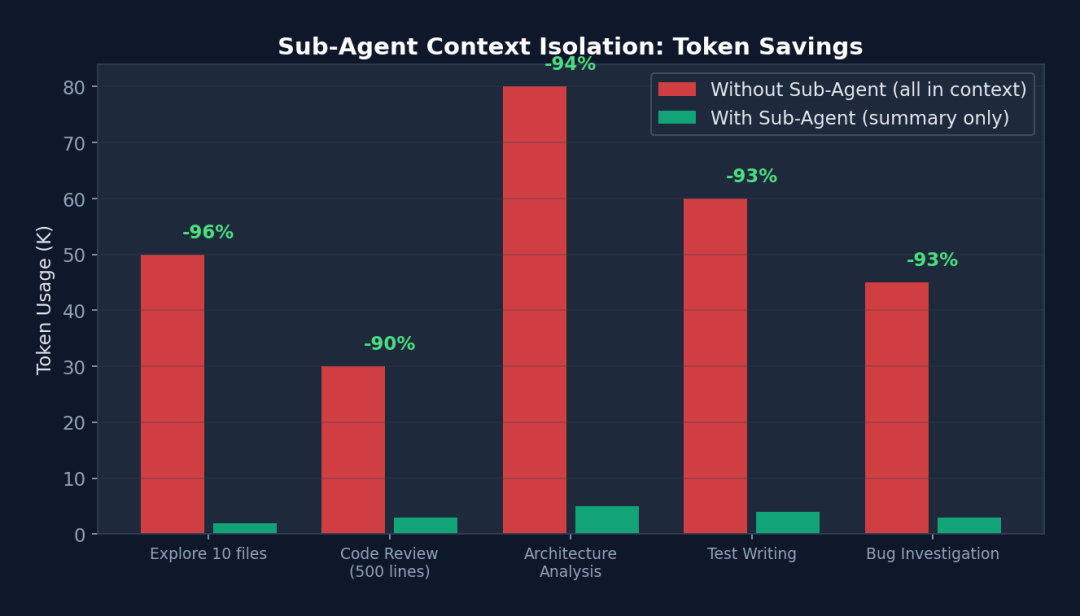 Sub-Agent Context Isolation: Token Savings
-94%
Without Sub-Agent (all in context)
With Sub-Agent (summary only)
-96%
-90%
-93%
-93%
Token Usage (K)
80
70
60
50
40
30
20
10
0
Explore 10 files
Code Review
(500 lines)
Architecture
Analysis
Test Writing
Bug Investigation